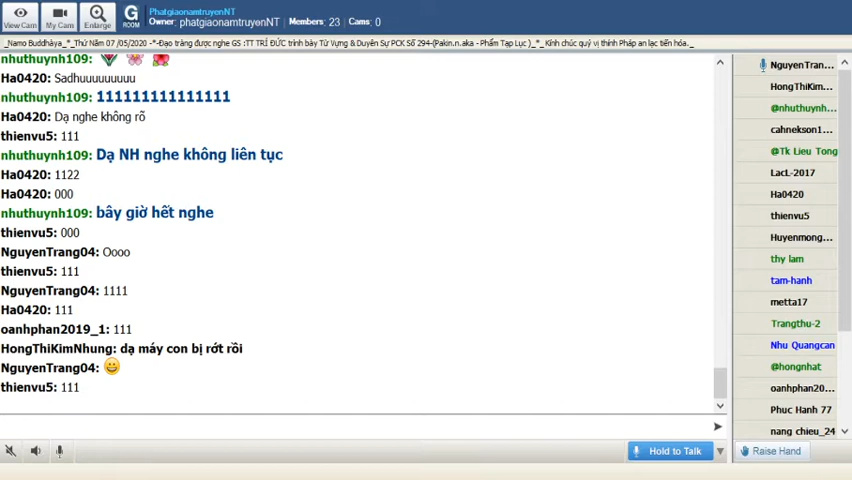 PhatgiaonamtruyenNT
Owner: phatgiaonamtruyenNT Members: 23 Cams: 0
View Cam
My Cam
Enlarge
G
ROOM
_Namo Buddhàya_*_Thứ Năm 07 /05/2020 -*-Đạo tràng được nghe GS :TT TRÍ ĐỨC trình bày Từ Vựng & Duyên Sự PCK Số 294-(Pakin.n.aka - Phẩm Tạp Lục )_*_ Kính chúc quý vị thính Pháp an lạc tiến hóa._
nhuthuynh109:
Ha0420: Sadhuuuuuuuuu
nhuthuynh109: 111111111111111
Ha0420: Dạ nghe không rõ
thienvu5: 111
nhuthuynh109: Dạ NH nghe không liên tục
Ha0420: 1122
Ha0420: 000
nhuthuynh109: bây giờ hết nghe
thienvu5: 000
NguyenTrang04: Oooo
thienvu5: 111
NguyenTrang04: 1111
Ha0420: 111
oanhphan2019_1: 111
HongThiKimNhung: dạ máy con bị rớt rồi
NguyenTrang04:
thienvu5: 111
NguyenTran...
HongThiKim...
@nhuthuynh...
cahnekson1...
@Tk Lieu Tong
LacL-2017
Ha0420
thienvu5
Huyenmong...
thy lam
tam-hanh
metta17
Trangthu-2
Nhu Quangcan
@hongnhat
oanhphan20...
Phuc Hanh 77
nang chieu_24
Hold to Talk
Raise Hand